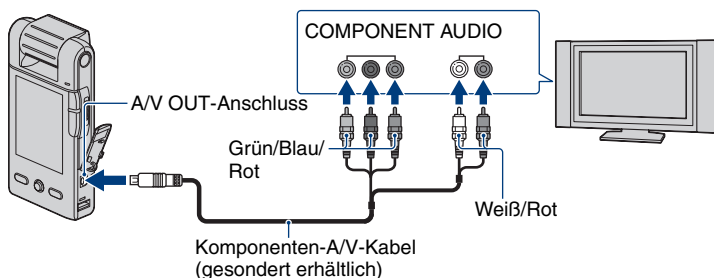 COMPONENT AUDIO
A/V OUT-Anschluss
Grün/Blau/
Rot
Weiß/Rot
Komponenten-A/V-Kabel
(gesondert erhältlich)